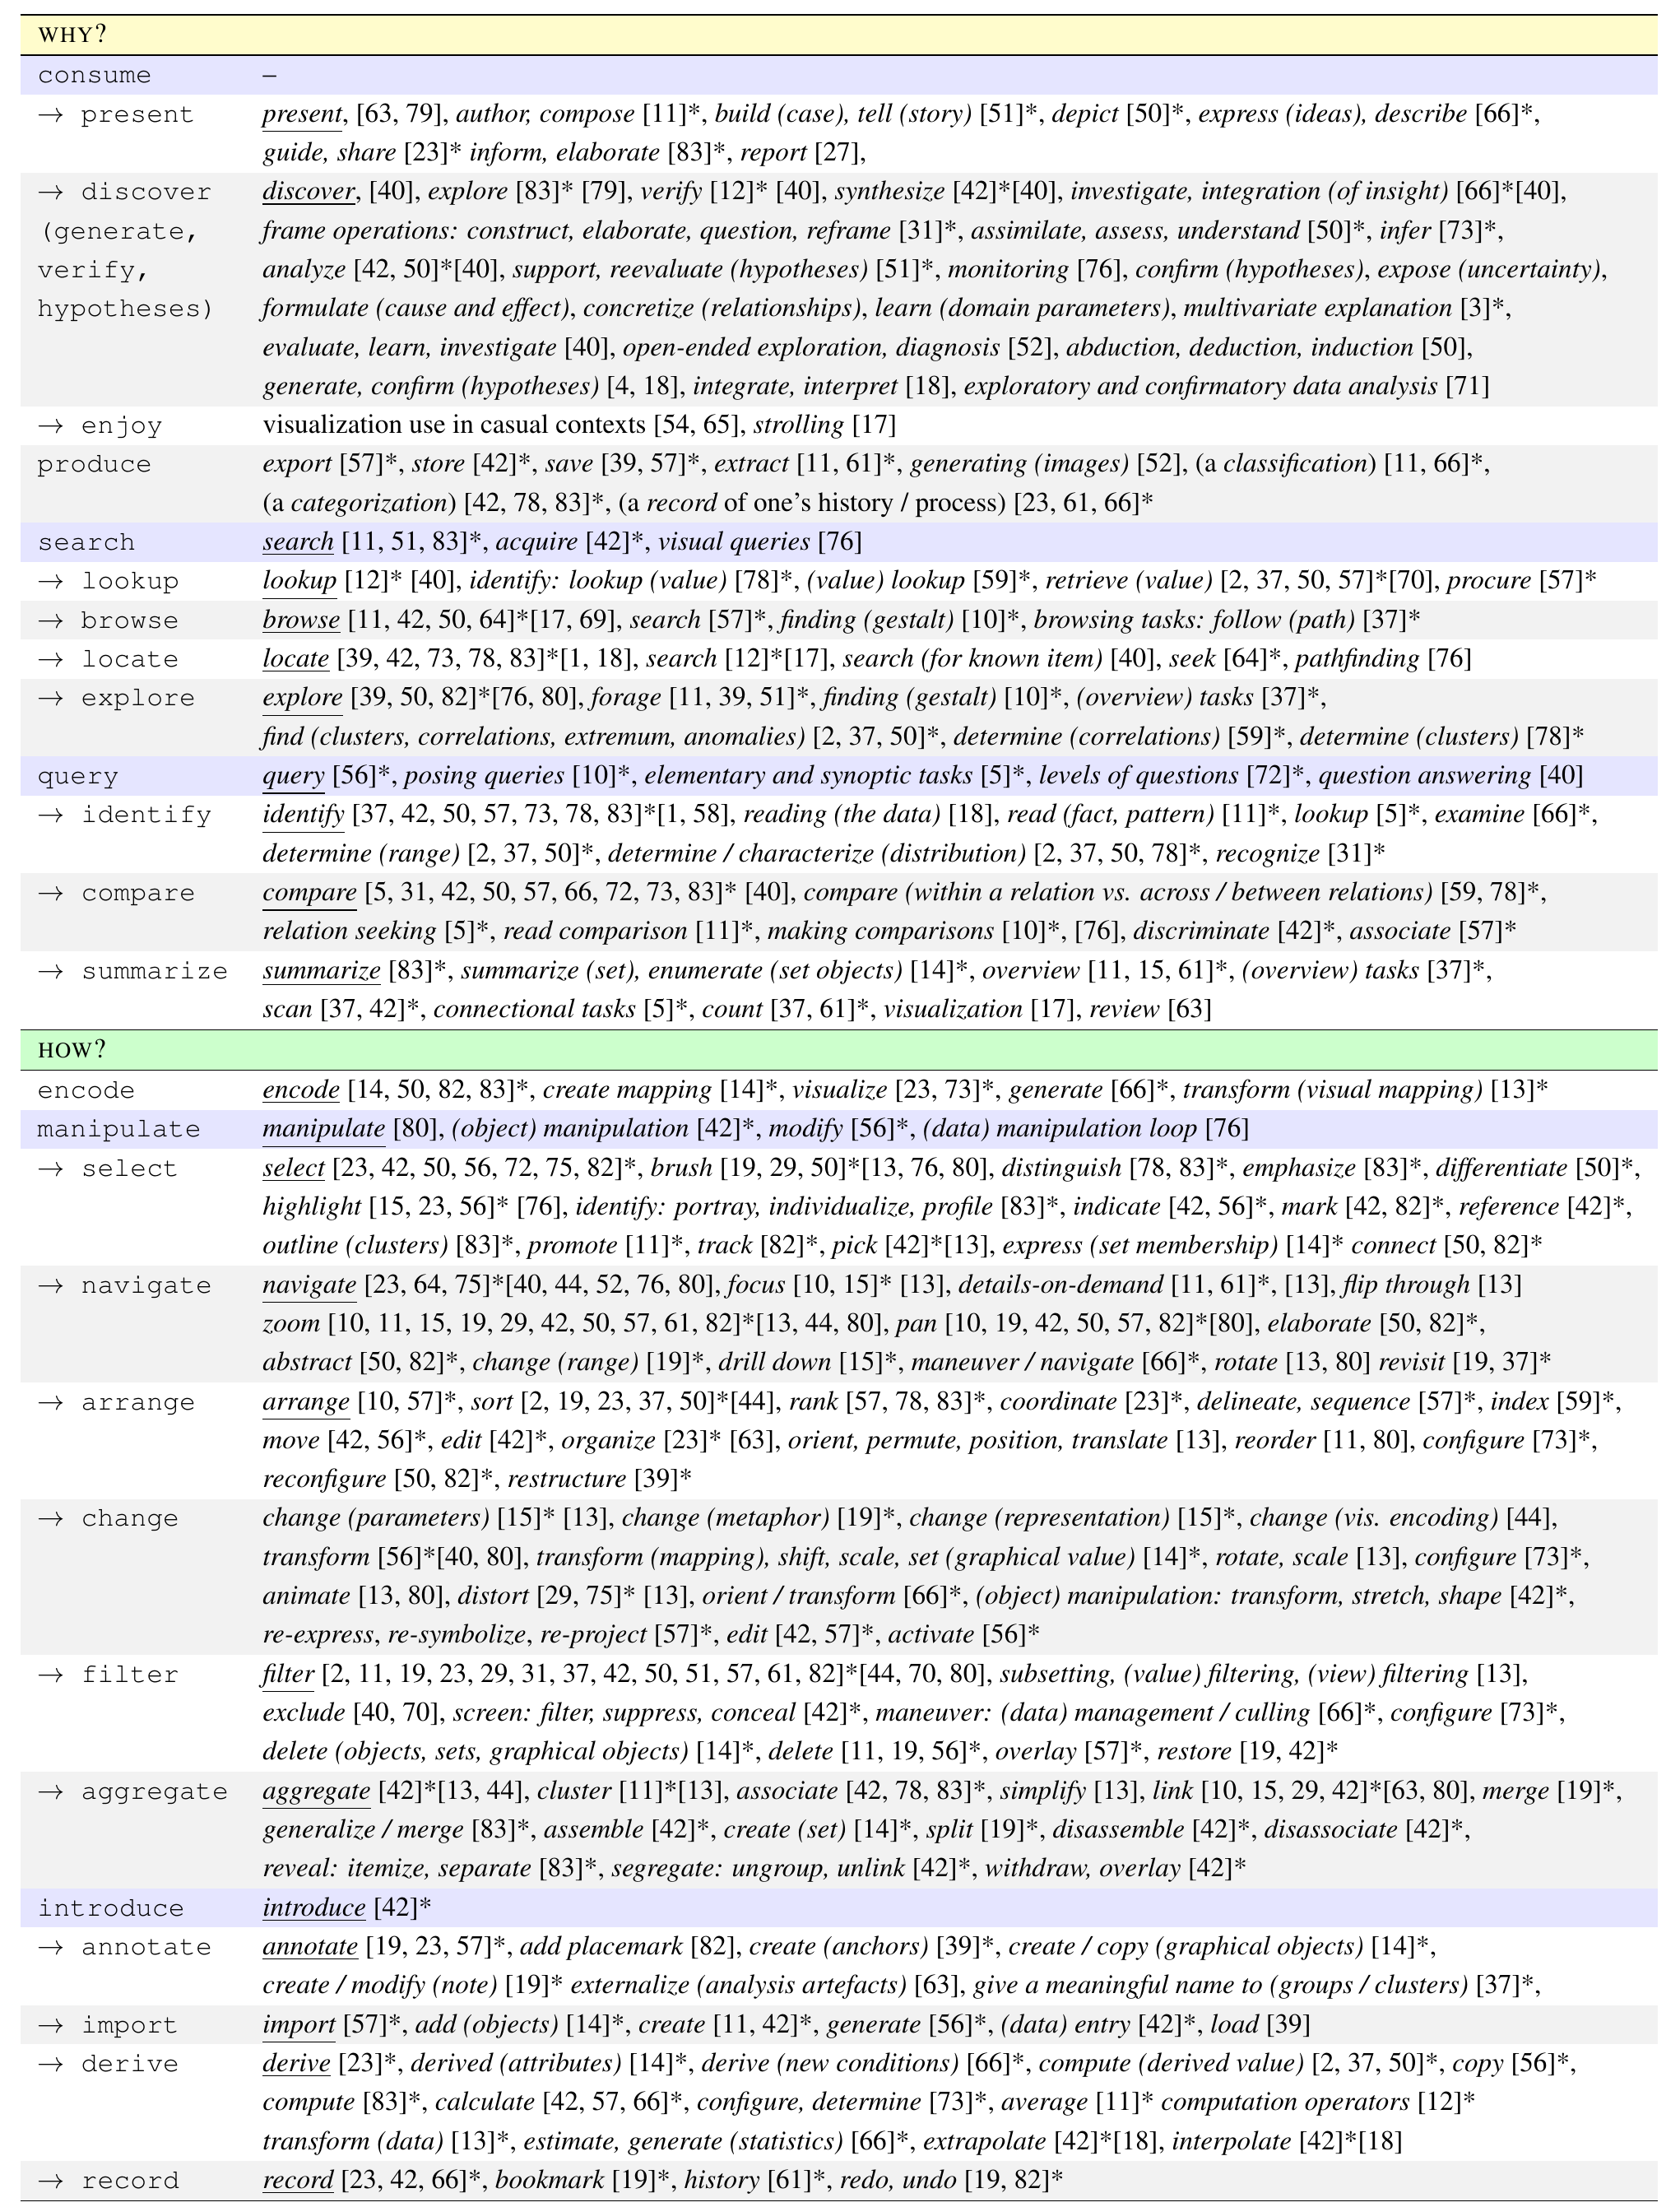 WHY?
consume –
→ present present, [63, 79], author, compose [11]*, build (case), tell (story) [51]*, depict [50]*, express (ideas), describe [66]*,
guide, share [23]* inform, elaborate [83]*, report [27],
→ discover discover, [40], explore [83]* [79], verify [12]* [40], synthesize [42]*[40], investigate, integration (of insight) [66]*[40],
(generate, frame operations: construct, elaborate, question, reframe [31]*, assimilate, assess, understand [50]*, infer [73]*,
verify, analyze [42, 50]*[40], support, reevaluate (hypotheses) [51]*, monitoring [76], confirm (hypotheses), expose (uncertainty),
hypotheses) formulate (cause and effect), concretize (relationships), learn (domain parameters), multivariate explanation [3]*,
evaluate, learn, investigate [40], open-ended exploration, diagnosis [52], abduction, deduction, induction [50],
generate, confirm (hypotheses) [4, 18], integrate, interpret [18], exploratory and confirmatory data analysis [71]
→ enjoy visualization use in casual contexts [54, 65], strolling [17]
produce export [57]*, store [42]*, save [39, 57]*, extract [11, 61]*, generating (images) [52], (a classification) [11, 66]*,
(a categorization) [42, 78, 83]*, (a record of one's history / process) [23, 61, 66]*
search search [11, 51, 83]*, acquire [42]*, visual queries [76]
→ lookup lookup [12]* [40], identify: lookup (value) [78]*, (value) lookup [59]*, retrieve (value) [2, 37, 50, 57]*[70], procure [57]*
→ browse browse [11, 42, 50, 64]*[17, 69], search [57]*, finding (gestalt) [10]*, browsing tasks: follow (path) [37]*
→ locate locate [39, 42, 73, 78, 83]*[1, 18], search [12]*[17], search (for known item) [40], seek [64]*, pathfinding [76]
→ explore explore [39, 50, 82]*[76, 80], forage [11, 39, 51]*, finding (gestalt) [10]*, (overview) tasks [37]*,
find (clusters, correlations, extremum, anomalies) [2, 37, 50]*, determine (correlations) [59]*, determine (clusters) [78]*
query query [56]*, posing queries [10]*, elementary and synoptic tasks [5]*, levels of questions [72]*, question answering [40]
→ identify identify [37, 42, 50, 57, 73, 78, 83]*[1, 58], reading (the data) [18], read (fact, pattern) [11]*, lookup [5]*, examine [66]*,
determine (range) [2, 37, 50]*, determine / characterize (distribution) [2, 37, 50, 78]*, recognize [31]*
→ compare compare [5, 31, 42, 50, 57, 66, 72, 73, 83]* [40], compare (within a relation vs. across / between relations) [59, 78]*,
relation seeking [5]*, read comparison [11]*, making comparisons [10]*, [76], discriminate [42]*, associate [57]*
→ summarize summarize [83]*, summarize (set), enumerate (set objects) [14]*, overview [11, 15, 61]*, (overview) tasks [37]*,
scan [37, 42]*, connectional tasks [5]*, count [37, 61]*, visualization [17], review [63]
HOW?
encode encode [14, 50, 82, 83]*, create mapping [14]*, visualize [23, 73]*, generate [66]*, transform (visual mapping) [13]*
manipulate manipulate [80], (object) manipulation [42]*, modify [56]*, (data) manipulation loop [76]
→ select select [23, 42, 50, 56, 72, 75, 82]*, brush [19, 29, 50]*[13, 76, 80], distinguish [78, 83]*, emphasize [83]*, differentiate [50]*,
highlight [15, 23, 56]* [76], identify: portray, individualize, profile [83]*, indicate [42, 56]*, mark [42, 82]*, reference [42]*,
outline (clusters) [83]*, promote [11]*, track [82]*, pick [42]*[13], express (set membership) [14]* connect [50, 82]*
→ navigate navigate [23, 64, 75]*[40, 44, 52, 76, 80], focus [10, 15]* [13], details-on-demand [11, 61]*, [13], flip through [13]
zoom [10, 11, 15, 19, 29, 42, 50, 57, 61, 82]*[13, 44, 80], pan [10, 19, 42, 50, 57, 82]*[80], elaborate [50, 82]*,
abstract [50, 82]*, change (range) [19]*, drill down [15]*, maneuver / navigate [66]*, rotate [13, 80] revisit [19, 37]*
→ arrange arrange [10, 57]*, sort [2, 19, 23, 37, 50]*[44], rank [57, 78, 83]*, coordinate [23]*, delineate, sequence [57]*, index [59]*,
move [42, 56]*, edit [42]*, organize [23]* [63], orient, permute, position, translate [13], reorder [11, 80], configure [73]*,
reconfigure [50, 82]*, restructure [39]*
→ change change (parameters) [15]* [13], change (metaphor) [19]*, change (representation) [15]*, change (vis. encoding) [44],
transform [56]*[40, 80], transform (mapping), shift, scale, set (graphical value) [14]*, rotate, scale [13], configure [73]*,
animate [13, 80], distort [29, 75]* [13], orient / transform [66]*, (object) manipulation: transform, stretch, shape [42]*,
re-express, re-symbolize, re-project [57]*, edit [42, 57]*, activate [56]*
→ filter filter [2, 11, 19, 23, 29, 31, 37, 42, 50, 51, 57, 61, 82]*[44, 70, 80], subsetting, (value) filtering, (view) filtering [13],
exclude [40, 70], screen: filter, suppress, conceal [42]*, maneuver: (data) management / culling [66]*, configure [73]*,
delete (objects, sets, graphical objects) [14]*, delete [11, 19, 56]*, overlay [57]*, restore [19, 42]*
→ aggregate aggregate [42]*[13, 44], cluster [11]*[13], associate [42, 78, 83]*, simplify [13], link [10, 15, 29, 42]*[63, 80], merge [19]*,
generalize / merge [83]*, assemble [42]*, create (set) [14]*, split [19]*, disassemble [42]*, disassociate [42]*,
reveal: itemize, separate [83]*, segregate: ungroup, unlink [42]*, withdraw, overlay [42]*
introduce introduce [42]*
→ annotate annotate [19, 23, 57]*, add placemark [82], create (anchors) [39]*, create / copy (graphical objects) [14]*,
create / modify (note) [19]* externalize (analysis artefacts) [63], give a meaningful name to (groups / clusters) [37]*,
→ import import [57]*, add (objects) [14]*, create [11, 42]*, generate [56]*, (data) entry [42]*, load [39]
→ derive derive [23]*, derived (attributes) [14]*, derive (new conditions) [66]*, compute (derived value) [2, 37, 50]*, copy [56]*,
compute [83]*, calculate [42, 57, 66]*, configure, determine [73]*, average [11]* computation operators [12]*
transform (data) [13]*, estimate, generate (statistics) [66]*, extrapolate [42]*[18], interpolate [42]*[18]
→ record record [23, 42, 66]*, bookmark [19]*, history [61]*, redo, undo [19, 82]*